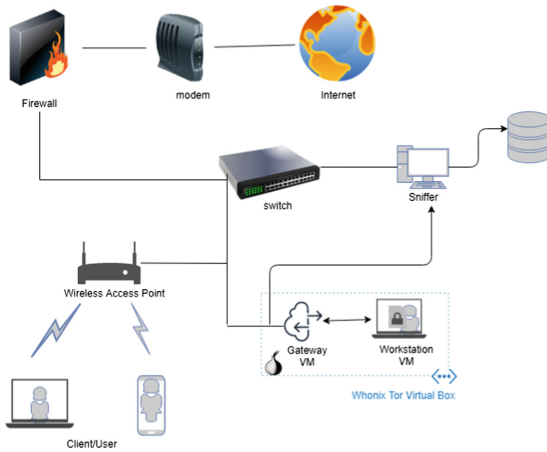 Firewall
modem
Internet
switch
Sniffer
Wireless Access Point
Gateway
VM
Workstation
VM
Whonix Tor Virtual Box
Client/User